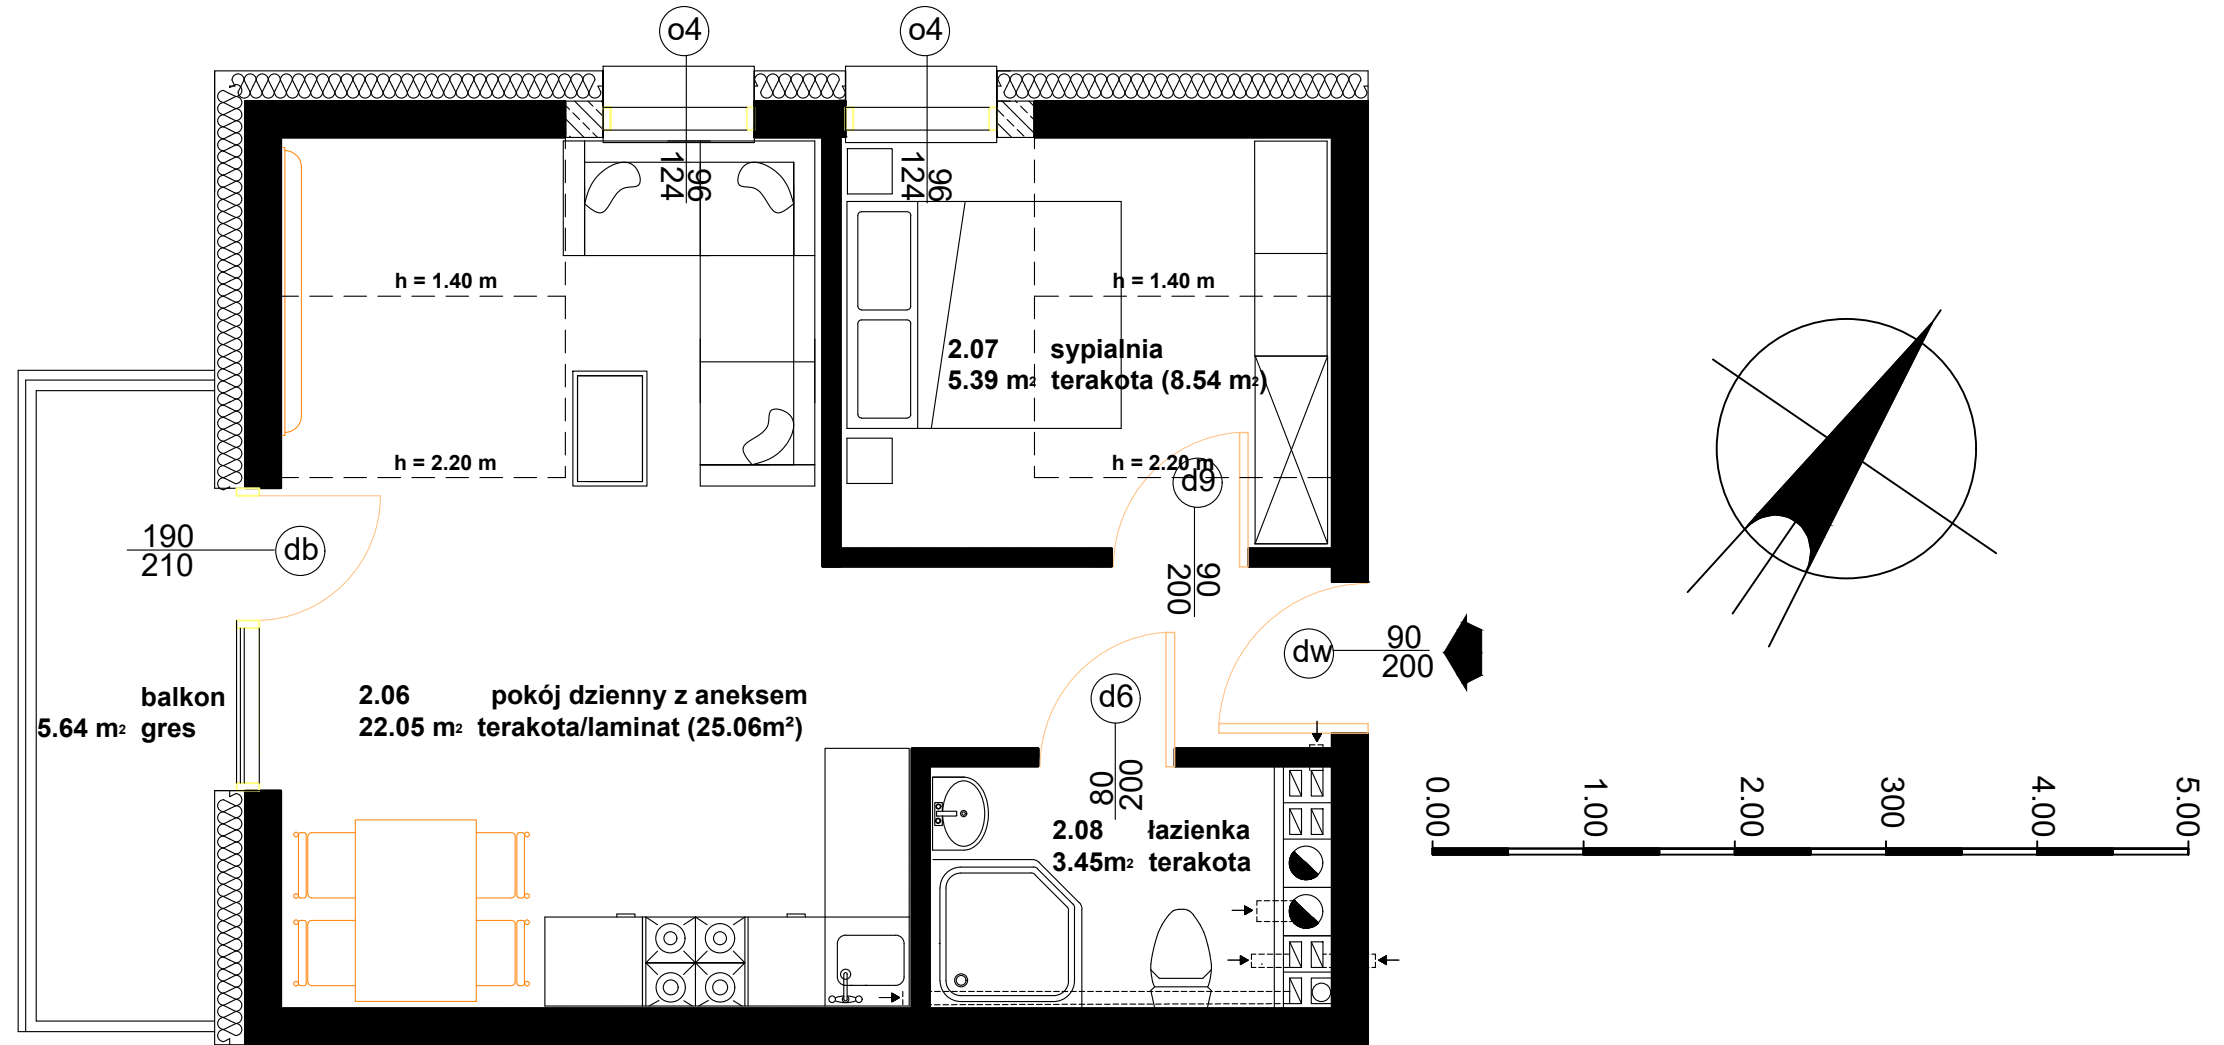 o4
o4
96
124
96
124
h = 1.40 m
h = 1.40 m
2.07 sypialnia
5.39 m² terakota (8.54 m²)
h = 2.20 m
h = 2.20 m
d9
90
200
190
210
db
dw
90
200
balkon
5.64 m² gres
2.06 pokój dzienny z aneksem
22.05 m² terakota/laminat (25.06m²)
d6
80
200
2.08 łazienka
3.45m² terakota
0.00
1.00
2.00
300
4.00
5.00